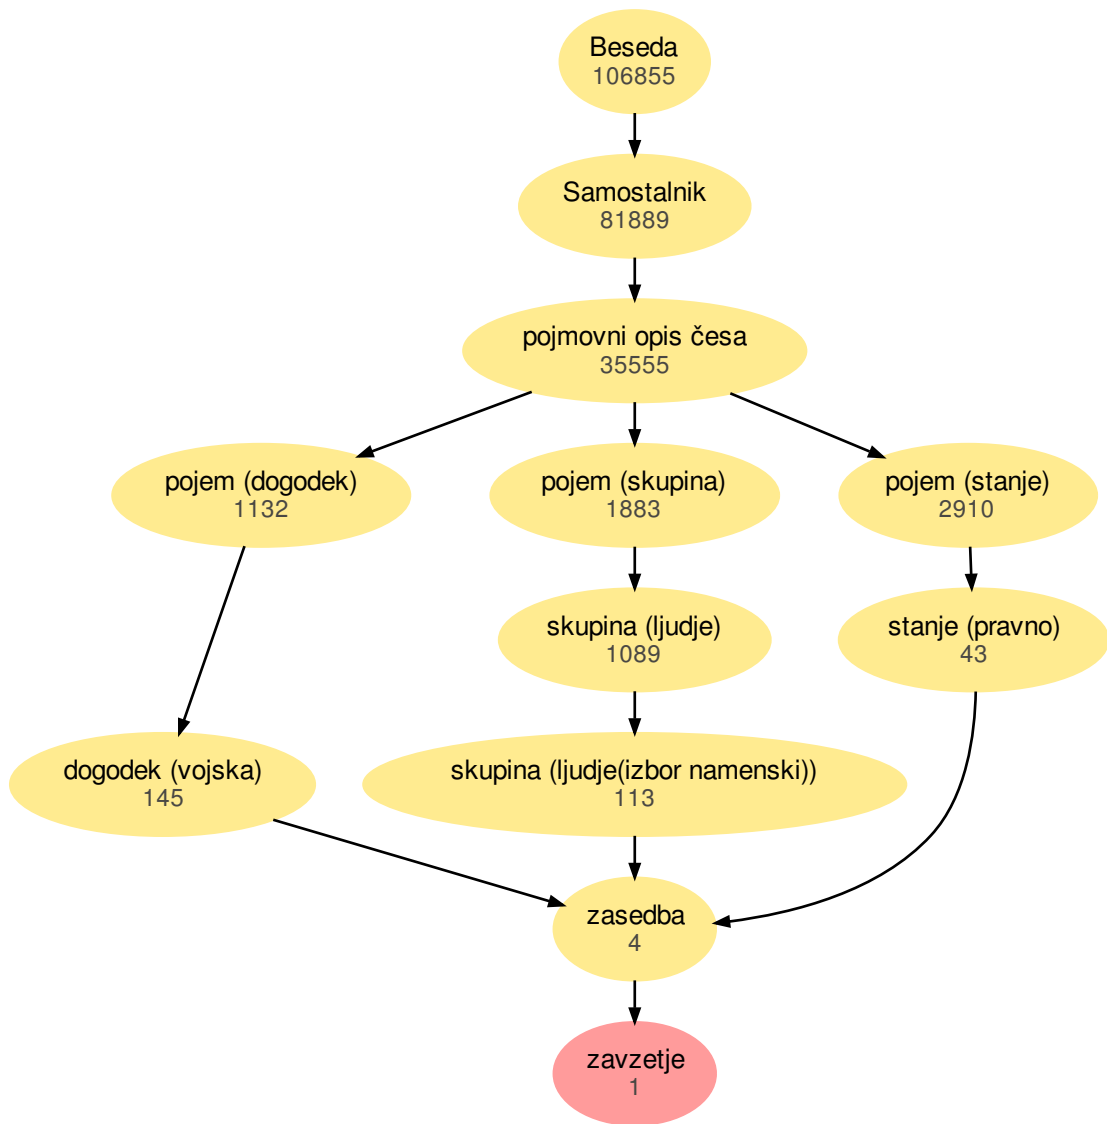 Beseda
106855
Samostalnik
81889
pojmovni opis česa
35555
pojem (dogodek)
1132
pojem (skupina)
1883
pojem (stanje)
2910
skupina (ljudje)
1089
stanje (pravno)
43
dogodek (vojska)
145
skupina (ljudje(izbor namenski))
113
zasedba
4
zavzetje
1